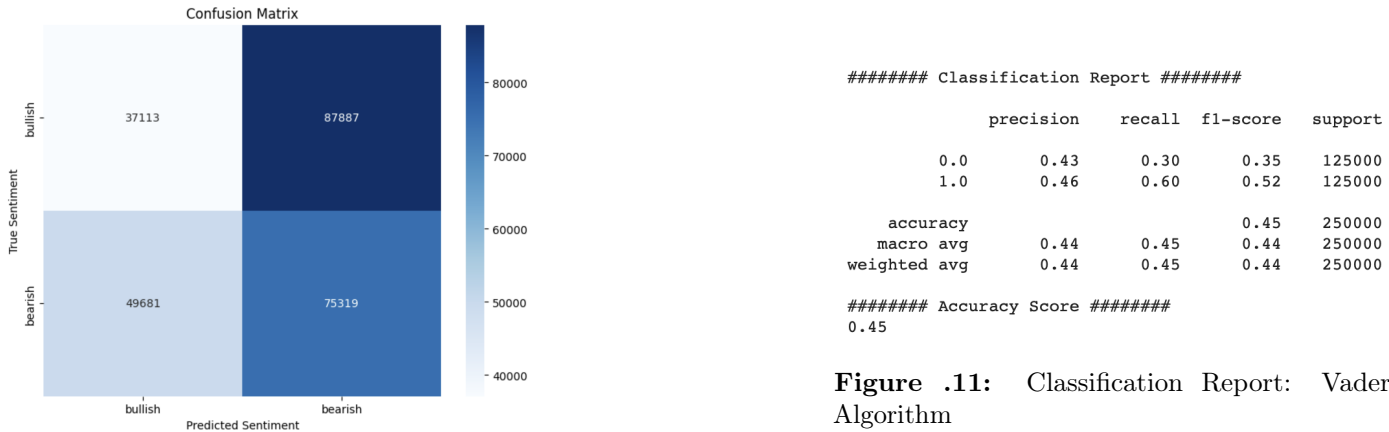 Confusion Matrix
True Sentiment
bullish
37113 87887
bearish
49681 75319
bullish bearish
Predicted Sentiment
80000
70000
60000
50000
40000
######## Classification Report ########
precision recall f1-score support
0.0 0.43 0.30 0.35 125000
1.0 0.46 0.60 0.52 125000
accuracy 0.45 250000
macro avg 0.44 0.45 0.44 250000
weighted avg 0.44 0.45 0.44 250000
######## Accuracy Score ########
0.45
Figure .11: Classification Report: Vader
Algorithm